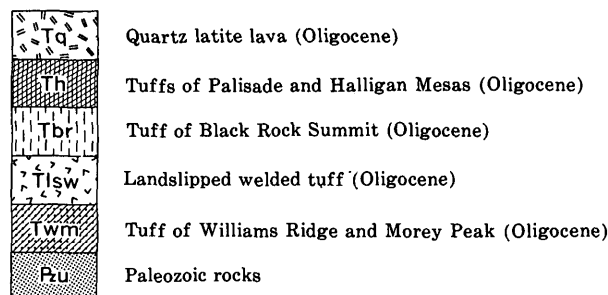 Tq Quartz latite lava (Oligocene)
Th Tuffs of Palisade and Halligan Mesas (Oligocene)
Tbr Tuff of Black Rock Summit (Oligocene)
Tlsw Landslipped welded tuff (Oligocene)
Twm Tuff of Williams Ridge and Morey Peak (Oligocene)
Pzu Paleozoic rocks